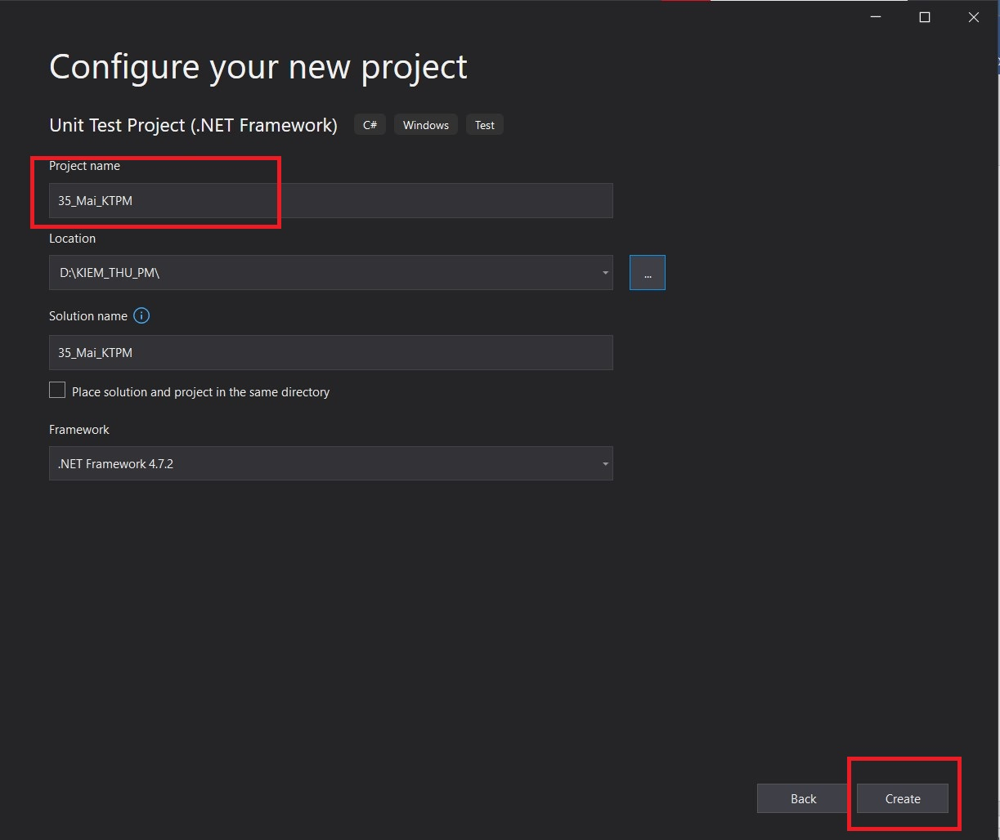 Configure your new project
Unit Test Project (.NET Framework) C# Windows Test
Project name
35_Mai_KTPM
Location
D:\KIEM_THU_PM\
...
Solution name
35_Mai_KTPM
Place solution and project in the same directory
Framework
.NET Framework 4.7.2
Back Create